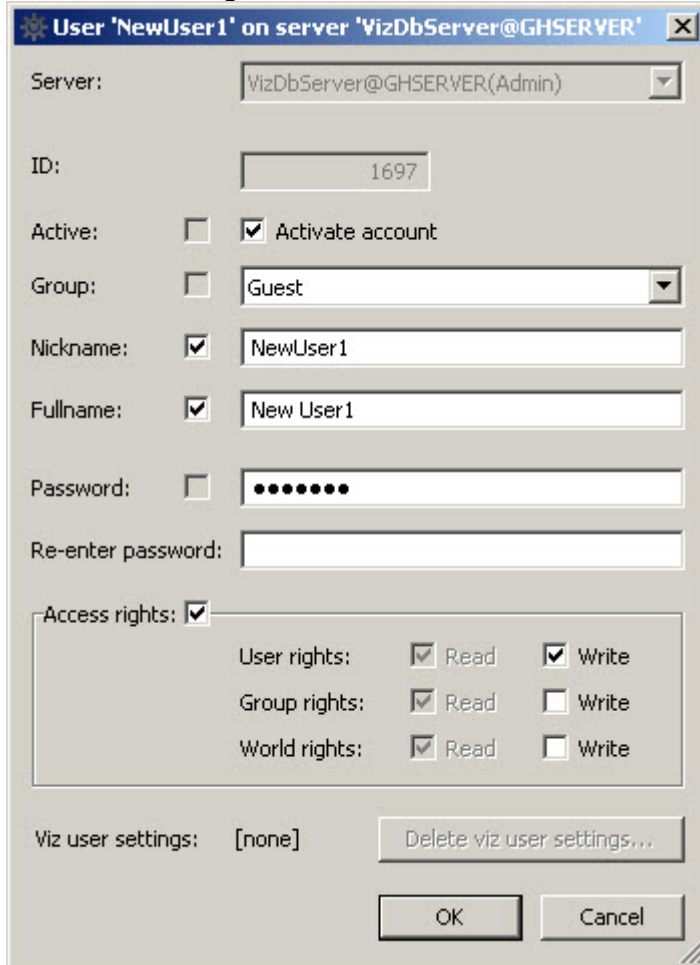 User 'NewUser1' on server 'VizDbServer@GHSERVER'
Server: VizDbServer@GHSERVER(Admin)
ID: 1697
Active: Activate account
Group: Guest
Nickname: NewUser1
Fullname: New User1
Password: •••••••
Re-enter password:
Access rights:
User rights: Read Write
Group rights: Read Write
World rights: Read Write
Viz user settings: [none] Delete viz user settings...
OK Cancel